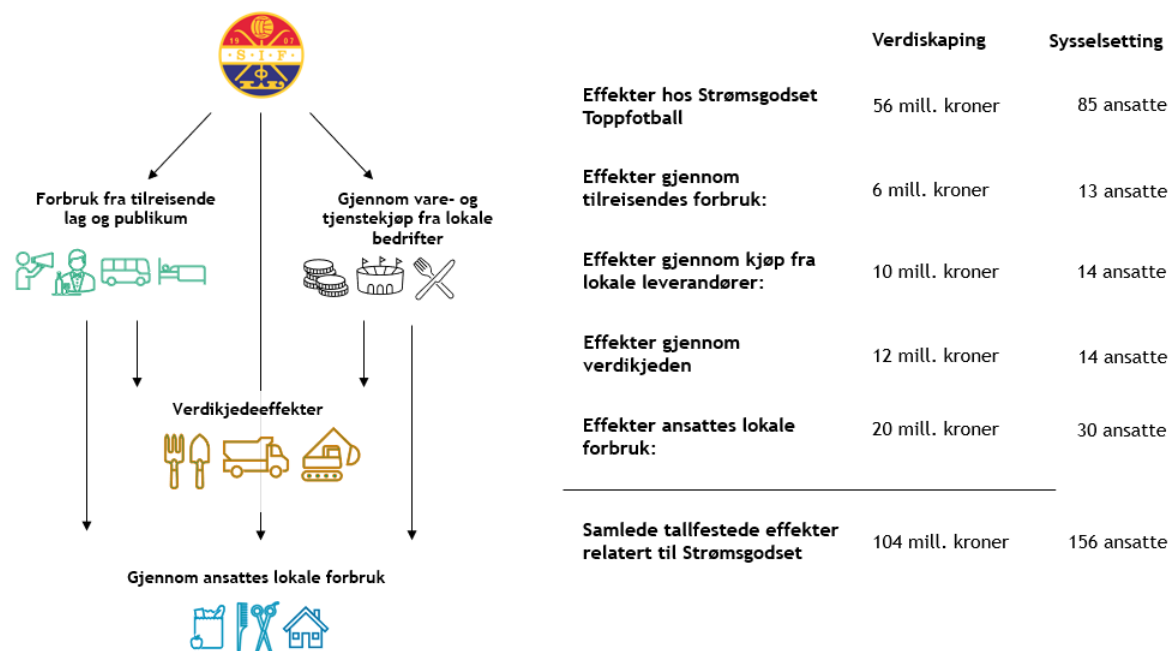 19 07
S.I.F
Forbruk fra tilreisende
lag og publikum
Gjennom vare- og
tjenstekjøp fra lokale
bedrifter
Verdikjedeeffekter
Gjennom ansattes lokale forbruk
Verdiskaping Sysselsetting
Effekter hos Strømsgodset
Toppfotball
56 mill. kroner 85 ansatte
Effekter gjennom
tilreisendes forbruk:
6 mill. kroner 13 ansatte
Effekter gjennom kjøp fra
lokale leverandører:
10 mill. kroner 14 ansatte
Effekter gjennom
verdikjeden
12 mill. kroner 14 ansatte
Effekter ansattes lokale
forbruk:
20 mill. kroner 30 ansatte
Samlede tallfestede effekter
relatert til Strømsgodset
104 mill. kroner 156 ansatte